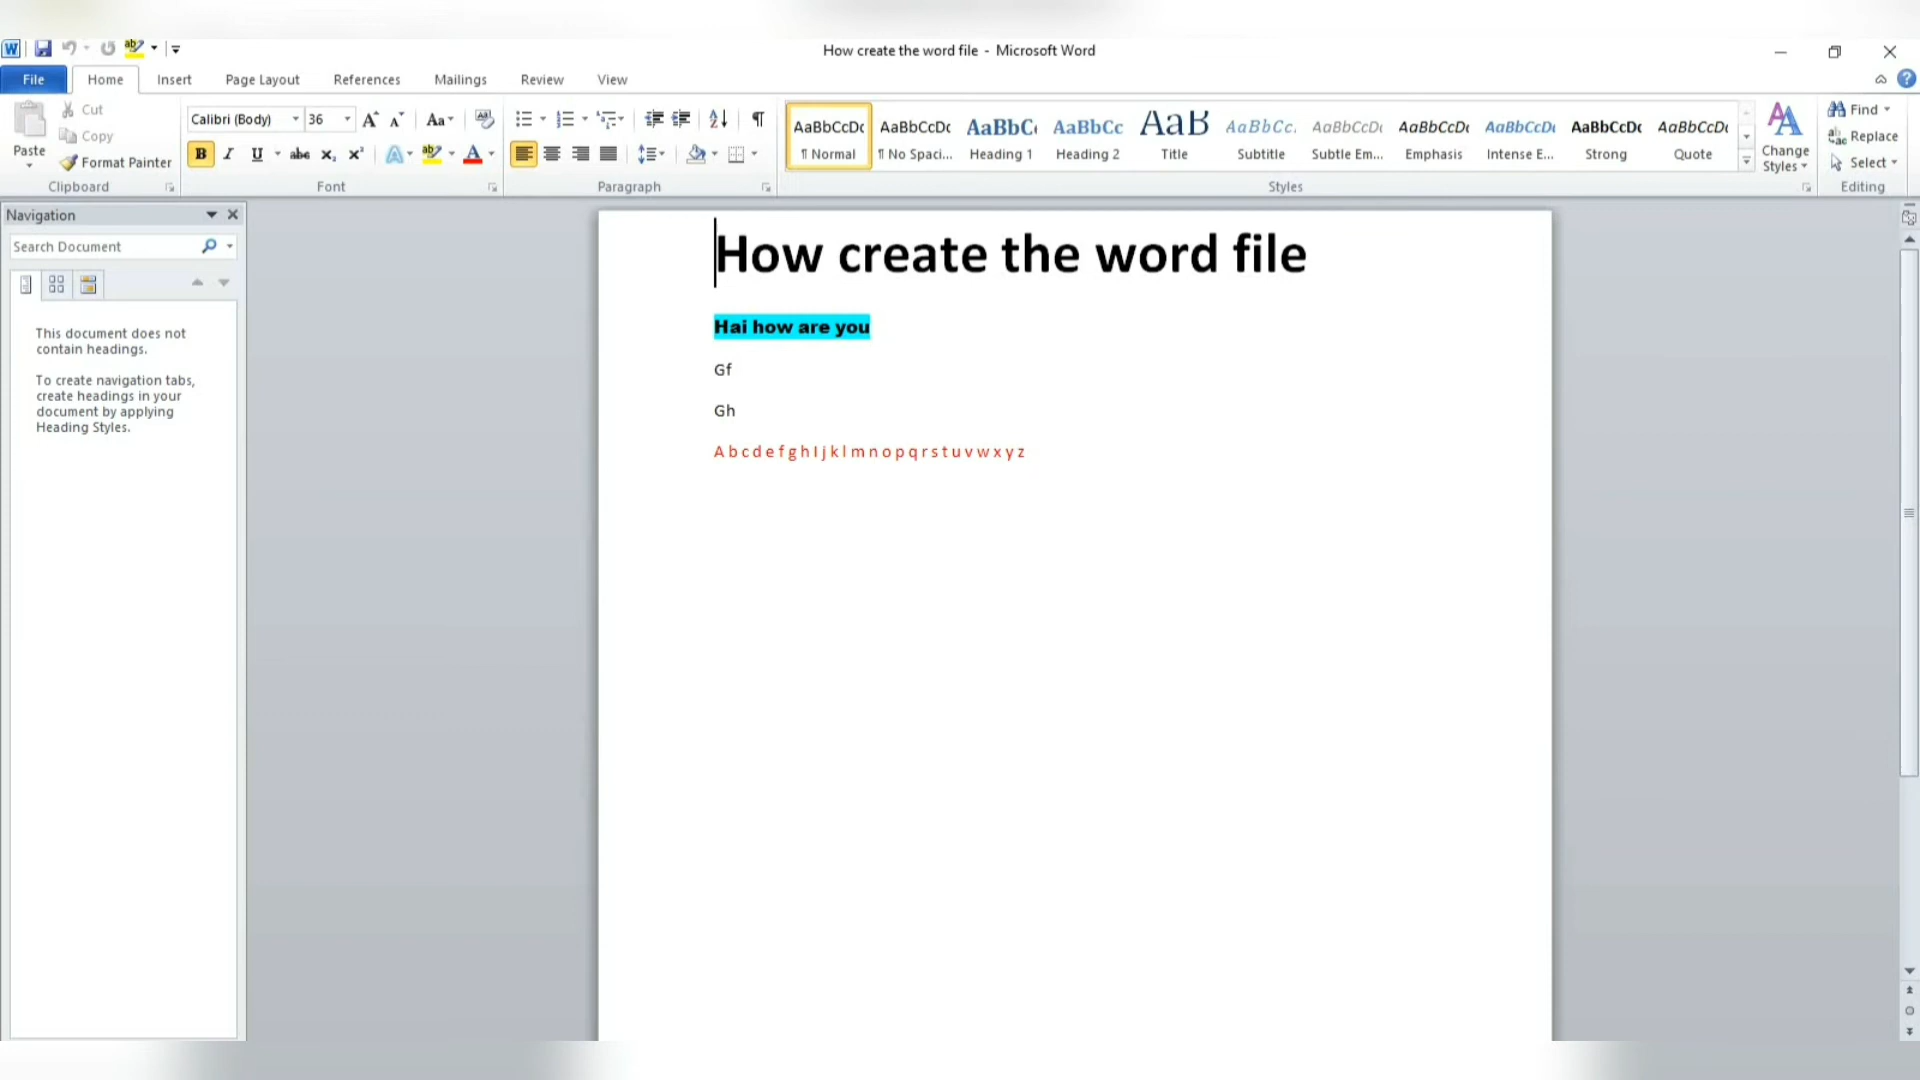 How create the word file - Microsoft Word
File Home Insert Page Layout References Mailings Review View
Paste
Cut
Copy
Format Painter
Clipboard
Calibri (Body) 36
Font
Paragraph
AaBbCcDc AaBbCcDc AaBbC AaBbCc AaB AaBbCc. AaBbCcDc AaBbCcDc AaBbCcDc AaBbCcDc AaBbCcDc
¶ Normal ¶ No Spaci... Heading 1 Heading 2 Title Subtitle Subtle Em... Emphasis Intense E... Strong Quote
Styles
Change
Styles
Find
Replace
Select
Editing
Navigation
Search Document
This document does not
contain headings.
To create navigation tabs,
create headings in your
document by applying
Heading Styles.
How create the word file
Hai how are you
Gf
Gh
A b c d e f g h I j k l m n o p q r s t u v w x y z